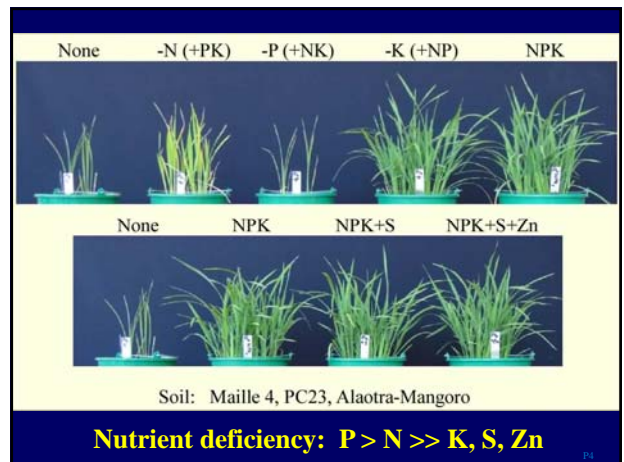 None -N (+PK) -P (+NK) -K (+NP) NPK
None NPK NPK+S NPK+S+Zn
Soil: Maille 4, PC23, Alaotra-Mangoro
Nutrient deficiency: P > N >> K, S, Zn
P4